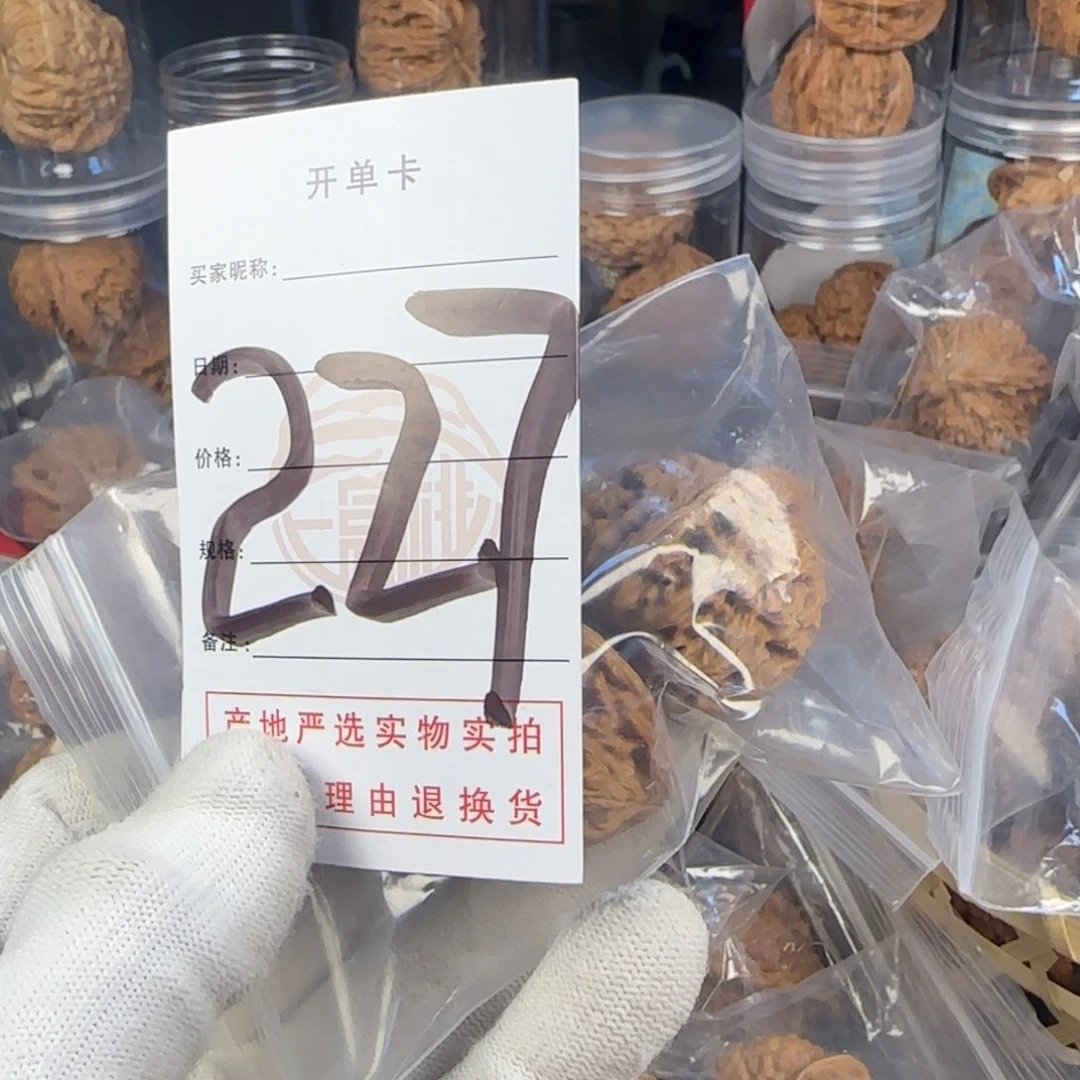 开单卡
买家昵称:
日期:
价格:
规格:
备注:
227
产地严选实物实拍
理由退换货